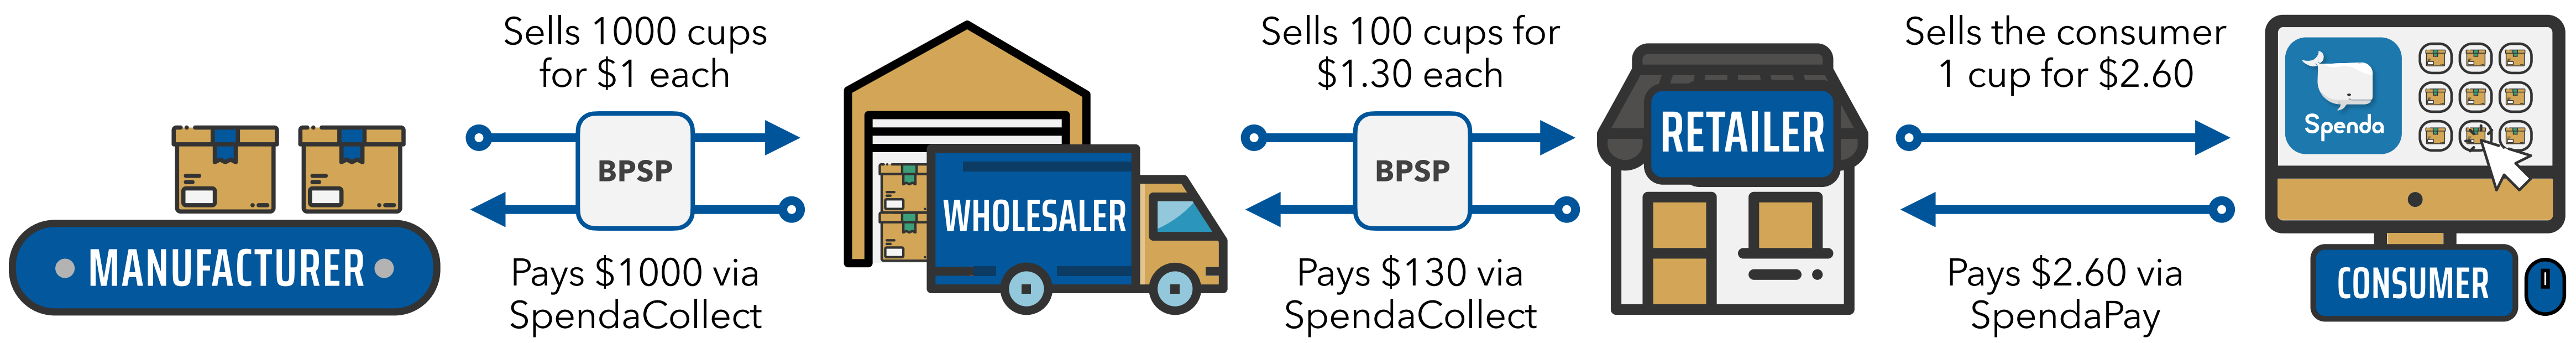 Sells 1000 cups
for $1 each
BPSP
Pays $1000 via
SpendaCollect
MANUFACTURER
WHOLESALER
Sells 100 cups for
$1.30 each
BPSP
Pays $130 via
SpendaCollect
RETAILER
Sells the consumer
1 cup for $2.60
Pays $2.60 via
SpendaPay
Spenda
CONSUMER